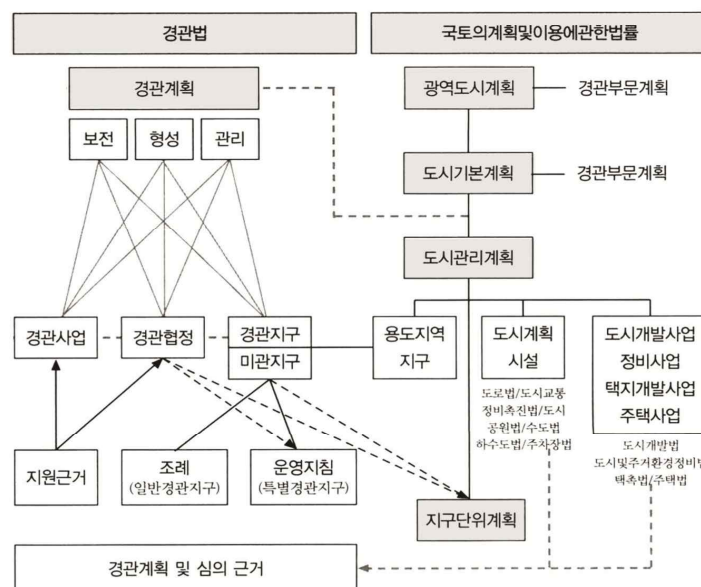 경관법
국토의계획및이용에관한법률
경관계획
광역도시계획
경관부문계획
보전
형성
관리
도시기본계획
경관부문계획
도시관리계획
경관사업
경관협정
경관지구
미관지구
용도지역
지구
도시계획
시설
도시개발사업
정비사업
택지개발사업
주택사업
도로법/도시교통
정비촉진법/도시
공원법/수도법
하수도법/주차장법
도시개발법
도시및주거환경정비법
택촉법/주택법
지원근거
조례
(일반경관지구)
운영지침
(특별경관지구)
지구단위계획
경관계획 및 심의 근거